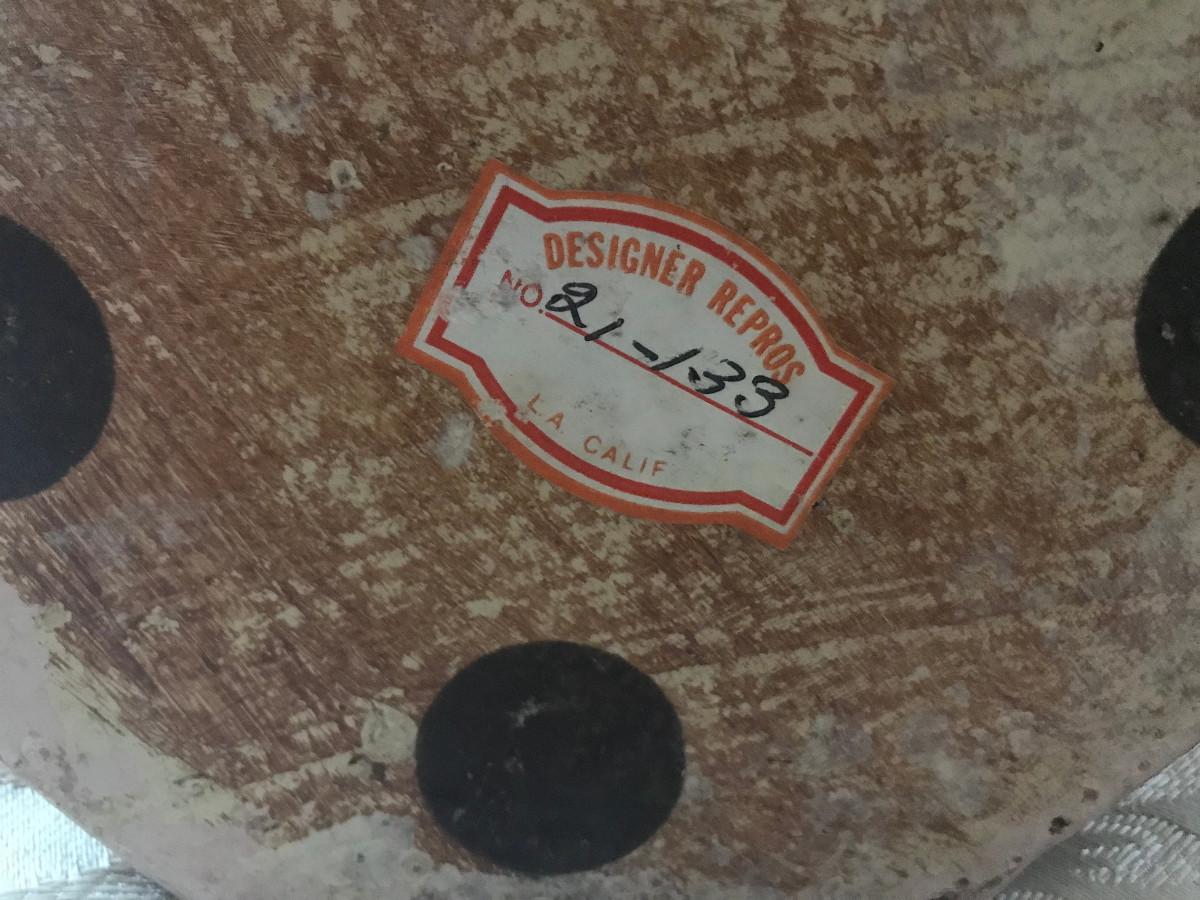 DESIGNER REPROS
NO. 21-133
L.A. CALIF